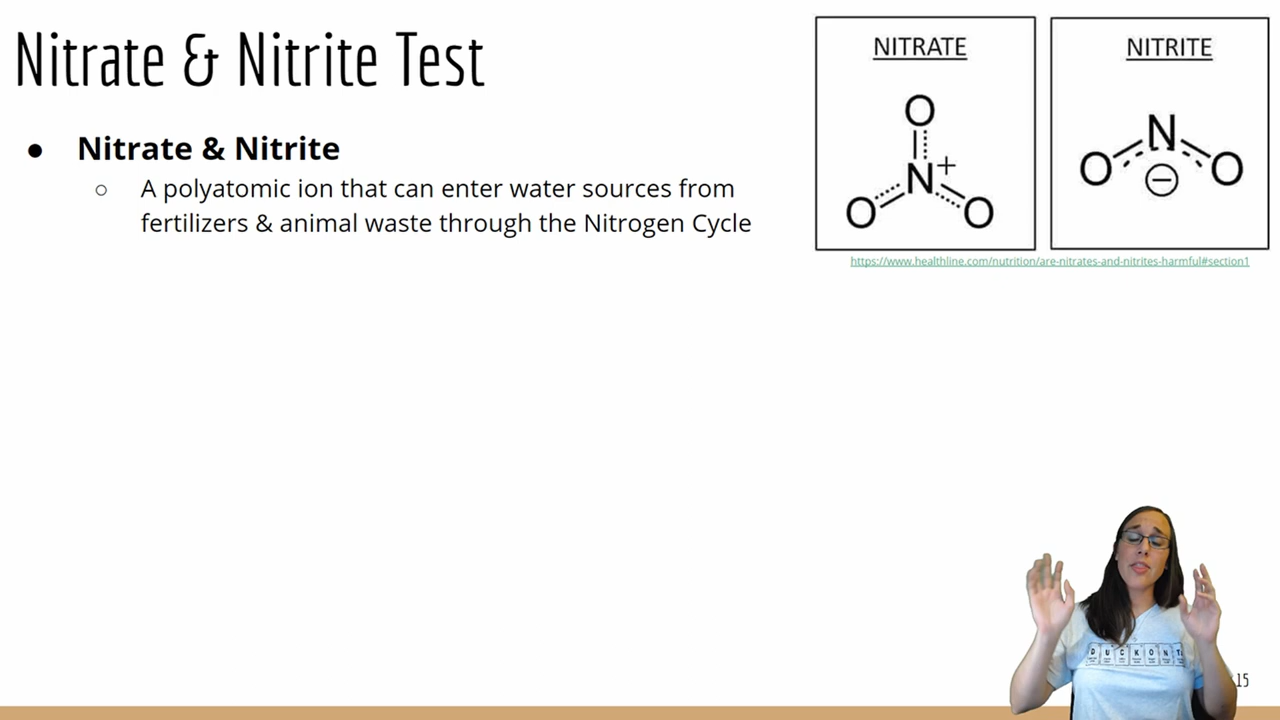 Nitrate & Nitrite Test
● Nitrate & Nitrite
○ A polyatomic ion that can enter water sources from
fertilizers & animal waste through the Nitrogen Cycle
NITRATE
O
N +
O O
NITRITE
N
O − O
https://www.healthline.com/nutrition/are-nitrates-and-nitrites-harmful#section1
D U C K O N T
15